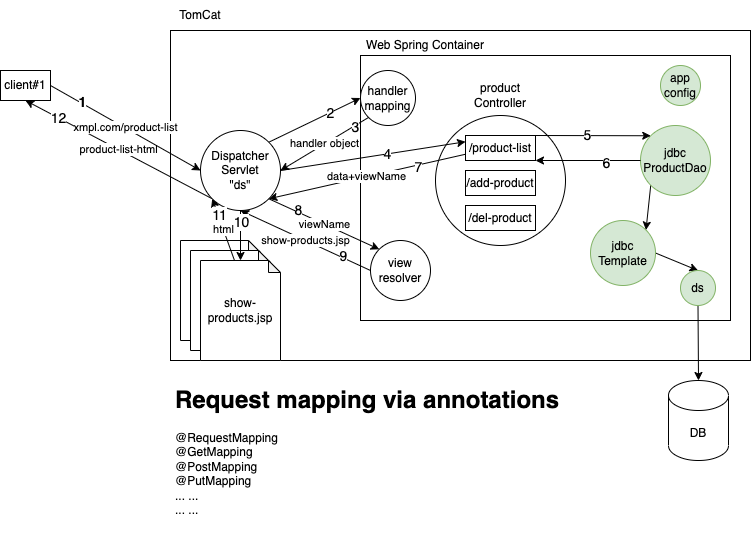 TomCat
Web Spring Container
client#1
1
xmpl.com/product-list
12
product-list-html
Dispatcher
Servlet
"ds"
2
handler
mapping
3
handler object
4
7
data+viewName
product
Controller
/product-list
/add-product
/del-product
5
6
app
config
jdbc
ProductDao
jdbc
Template
ds
DB
8
viewName
show-products.jsp
9
view
resolver
11
10
html
show-
products.jsp
Request mapping via annotations
@RequestMapping
@GetMapping
@PostMapping
@PutMapping
... ...
... ...